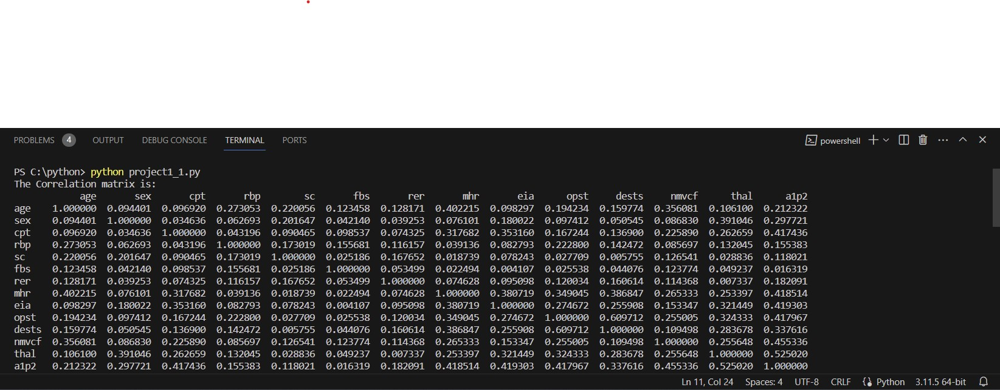 PROBLEMS 4 OUTPUT DEBUG CONSOLE TERMINAL PORTS powershell
PS C:\python> python project1_1.py
The Correlation matrix is:
age sex cpt rbp sc fbs rer mhr eia opst dests nmvcf thal a1p2
age 1.000000 0.094401 0.096920 0.273053 0.220056 0.123458 0.128171 0.402215 0.098297 0.194234 0.159774 0.356081 0.106100 0.212322
sex 0.094401 1.000000 0.034636 0.062693 0.201647 0.042140 0.039253 0.076101 0.180022 0.097412 0.050545 0.086830 0.391046 0.297721
cpt 0.096920 0.034636 1.000000 0.043196 0.090465 0.098537 0.074325 0.317682 0.353160 0.167244 0.136900 0.225890 0.262659 0.417436
rbp 0.273053 0.062693 0.043196 1.000000 0.173019 0.155681 0.116157 0.039136 0.082793 0.222800 0.142472 0.085697 0.132045 0.155383
sc 0.220056 0.201647 0.090465 0.173019 1.000000 0.025186 0.167652 0.018739 0.078243 0.027709 0.005755 0.126541 0.028836 0.118021
fbs 0.123458 0.042140 0.098537 0.155681 0.025186 1.000000 0.053499 0.022494 0.004107 0.025538 0.044076 0.123774 0.049237 0.016319
rer 0.128171 0.039253 0.074325 0.116157 0.167652 0.053499 1.000000 0.074628 0.095098 0.120034 0.160614 0.114368 0.007337 0.182091
mhr 0.402215 0.076101 0.317682 0.039136 0.018739 0.022494 0.074628 1.000000 0.380719 0.349045 0.386847 0.265333 0.253397 0.418514
eia 0.098297 0.180022 0.353160 0.082793 0.078243 0.004107 0.095098 0.380719 1.000000 0.274672 0.255908 0.153347 0.321449 0.419303
opst 0.194234 0.097412 0.167244 0.222800 0.027709 0.025538 0.120034 0.349045 0.274672 1.000000 0.609712 0.255005 0.324333 0.417967
dests 0.159774 0.050545 0.136900 0.142472 0.005755 0.044076 0.160614 0.386847 0.255908 0.609712 1.000000 0.109498 0.283678 0.337616
nmvcf 0.356081 0.086830 0.225890 0.085697 0.126541 0.123774 0.114368 0.265333 0.153347 0.255005 0.109498 1.000000 0.255648 0.455336
thal 0.106100 0.391046 0.262659 0.132045 0.028836 0.049237 0.007337 0.253397 0.321449 0.324333 0.283678 0.255648 1.000000 0.525020
a1p2 0.212322 0.297721 0.417436 0.155383 0.118021 0.016319 0.182091 0.418514 0.419303 0.417967 0.337616 0.455336 0.525020 1.000000
Ln 11, Col 24 Spaces: 4 UTF-8 CRLF Python 3.11.5 64-bit